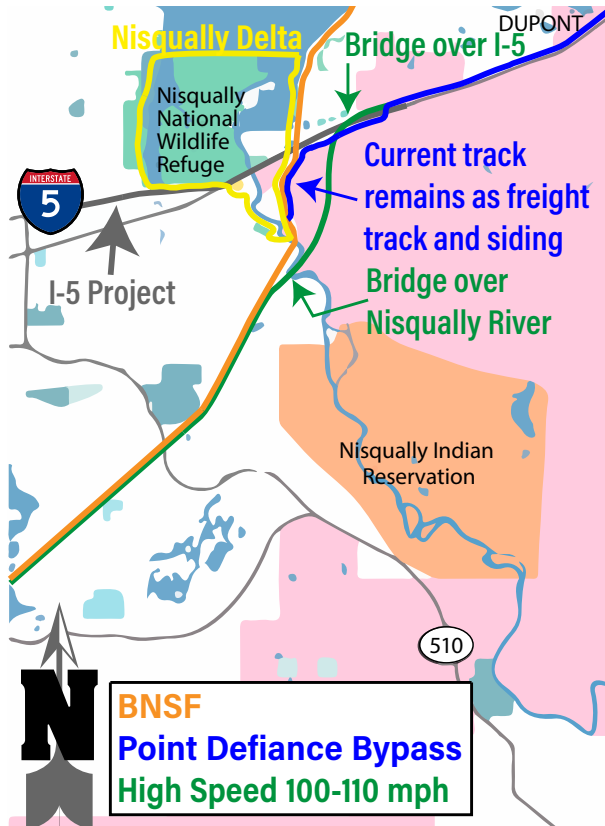 DUPONT
Nisqually Delta
Bridge over I-5
Nisqually
National
Wildlife
Refuge
Current track
remains as freight
track and siding
INTERSTATE
5
I-5 Project
Bridge over
Nisqually River
Nisqually Indian
Reservation
510
N
BNSF
Point Defiance Bypass
High Speed 100-110 mph